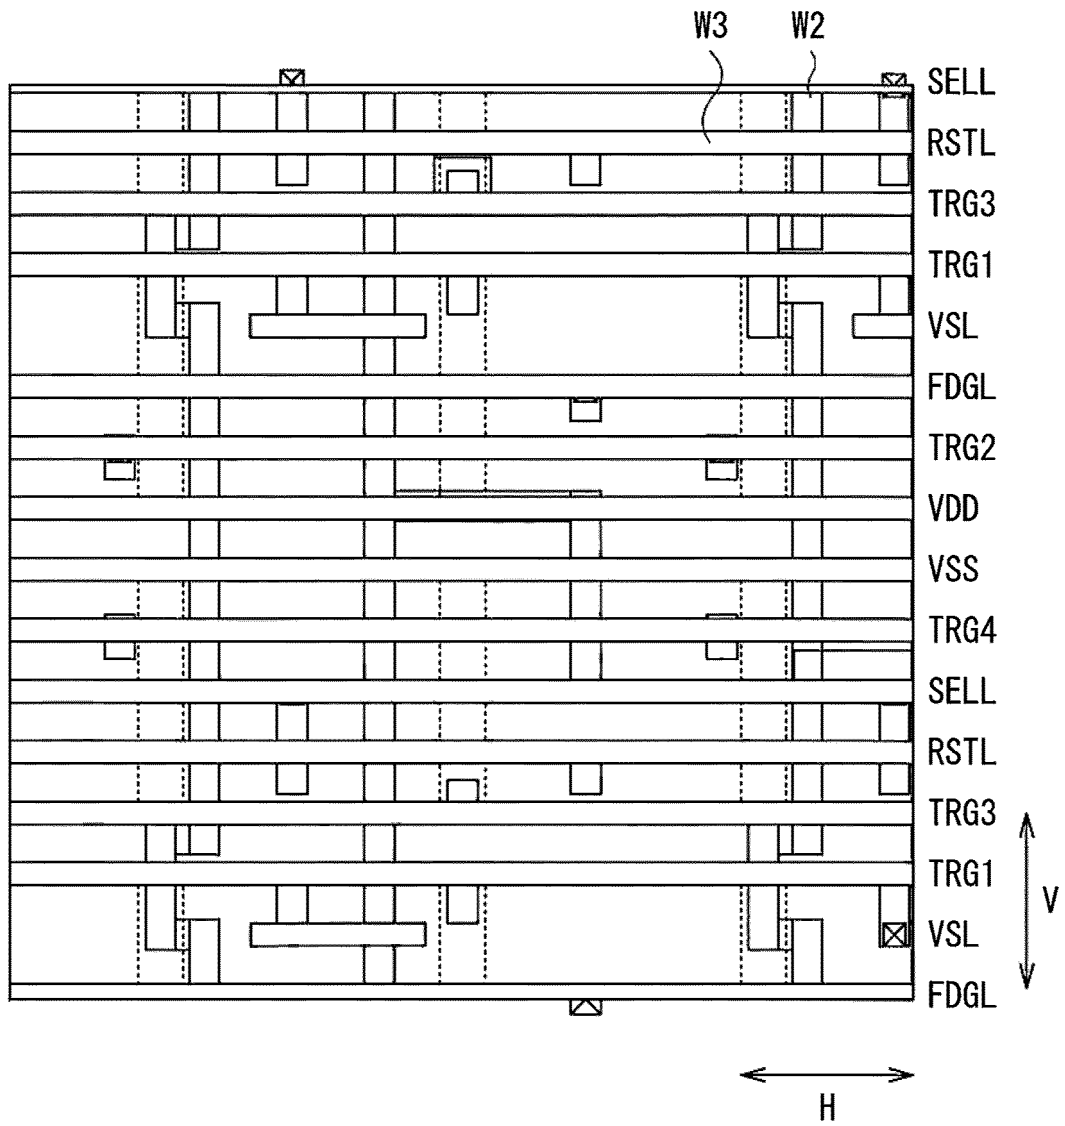 W3 W2
SELL
RSTL
TRG3
TRG1
VSL
FDGL
TRG2
VDD
VSS
TRG4
SELL
RSTL
TRG3
TRG1
V
VSL
FDGL
H